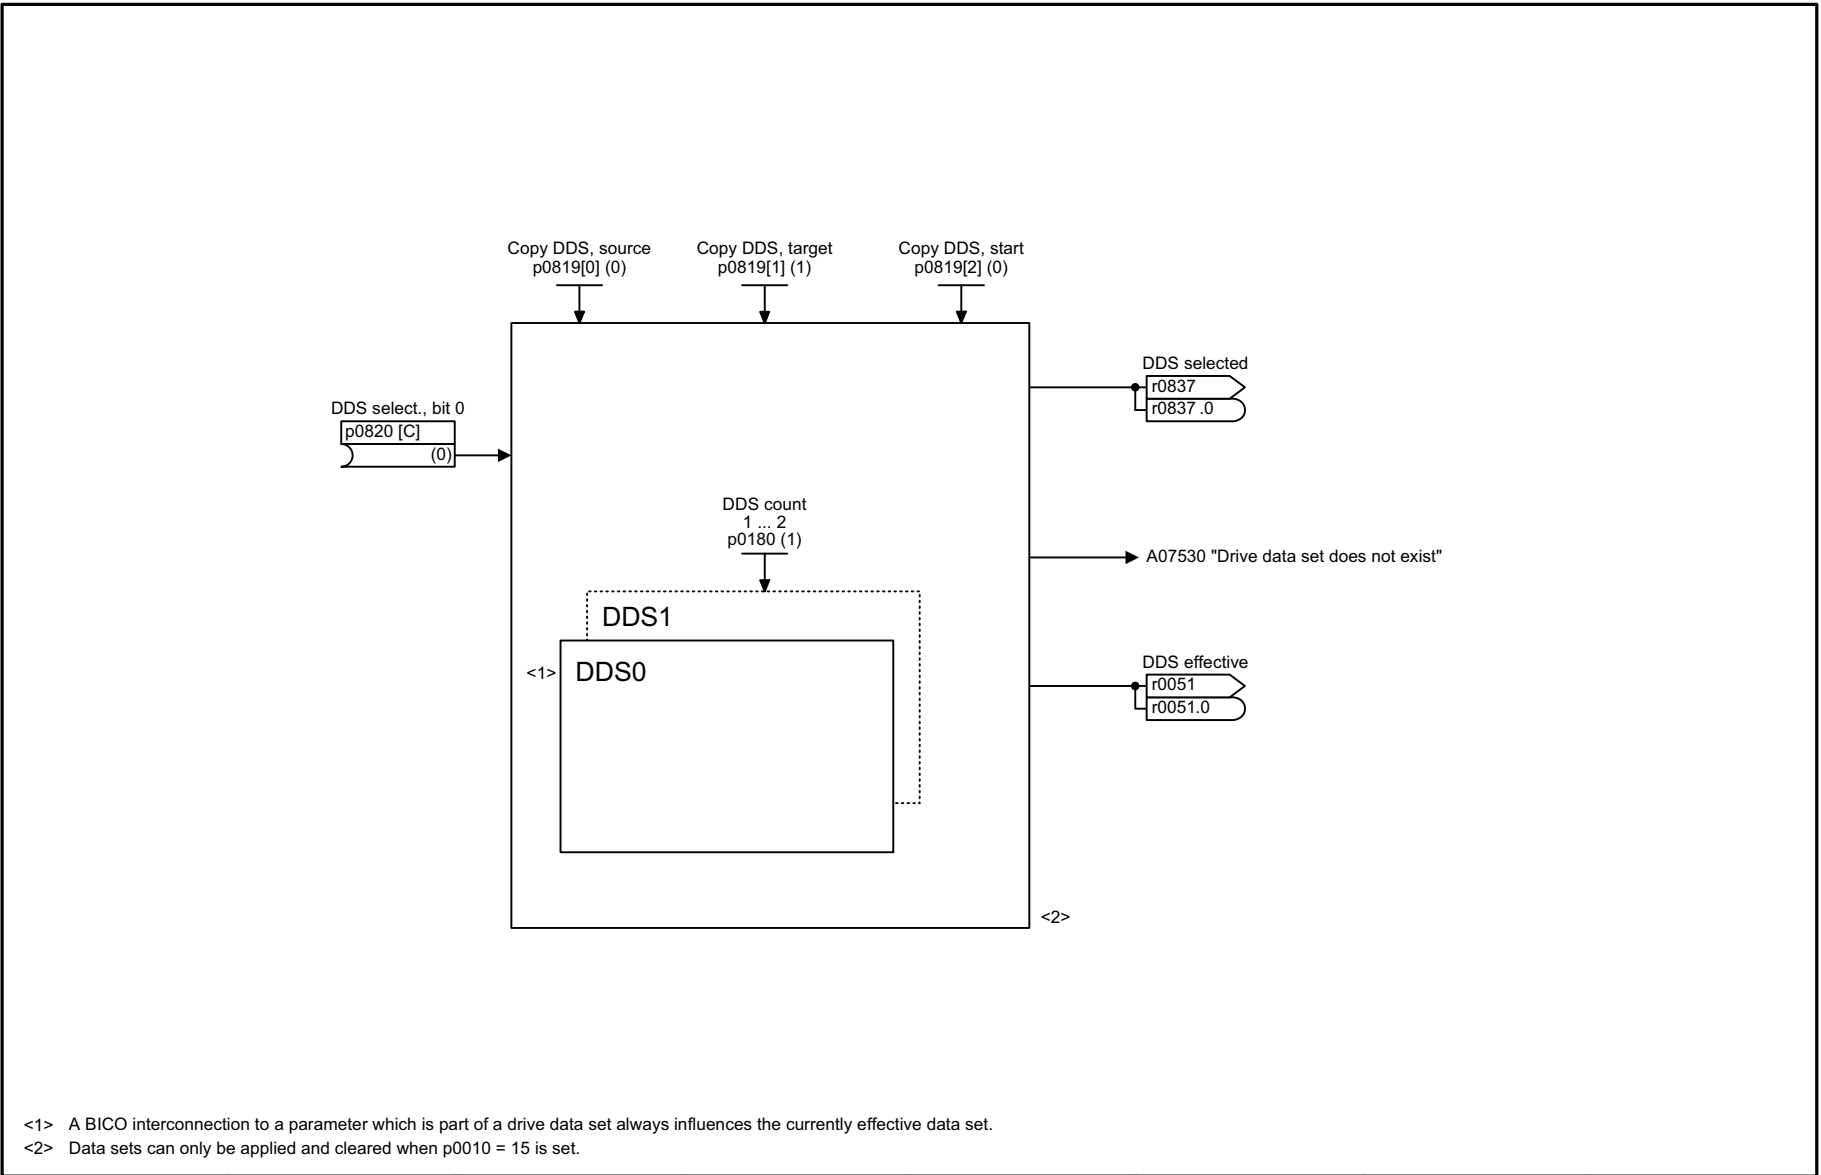 Copy DDS, source
p0819[0] (0)
Copy DDS, target
p0819[1] (1)
Copy DDS, start
p0819[2] (0)
DDS selected
r0837
r0837 .0
DDS select., bit 0
p0820 [C]
(0)
DDS count
1 ... 2
p0180 (1)
A07530 "Drive data set does not exist"
DDS1
<1>
DDS0
DDS effective
r0051
r0051.0
<2>
<1> A BICO interconnection to a parameter which is part of a drive data set always influences the currently effective data set.
<2> Data sets can only be applied and cleared when p0010 = 15 is set.